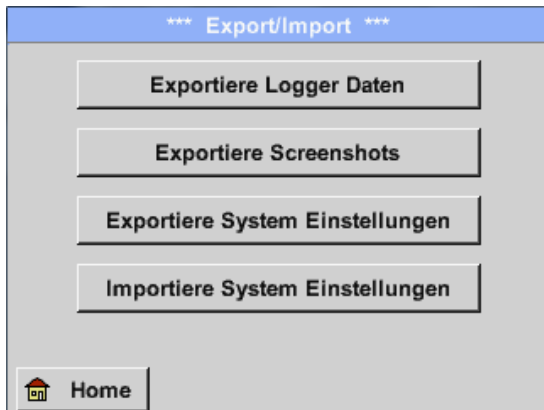 *** Export/Import ***
Exportiere Logger Daten
Exportiere Screenshots
Exportiere System Einstellungen
Importiere System Einstellungen
Home